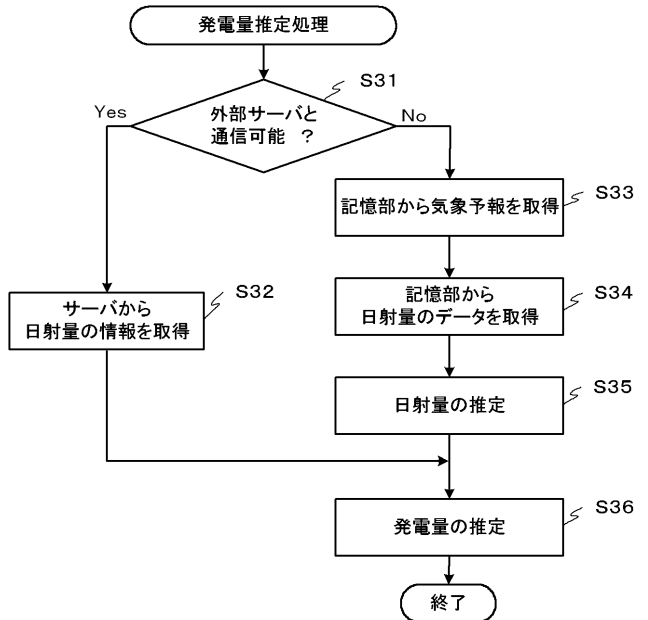 発電量推定処理
S31
外部サーバと
通信可能 ?
Yes
No
記憶部から気象予報を取得
S33
サーバから
日射量の情報を取得
S32
記憶部から
日射量のデータを取得
S34
日射量の推定
S35
発電量の推定
S36
終了